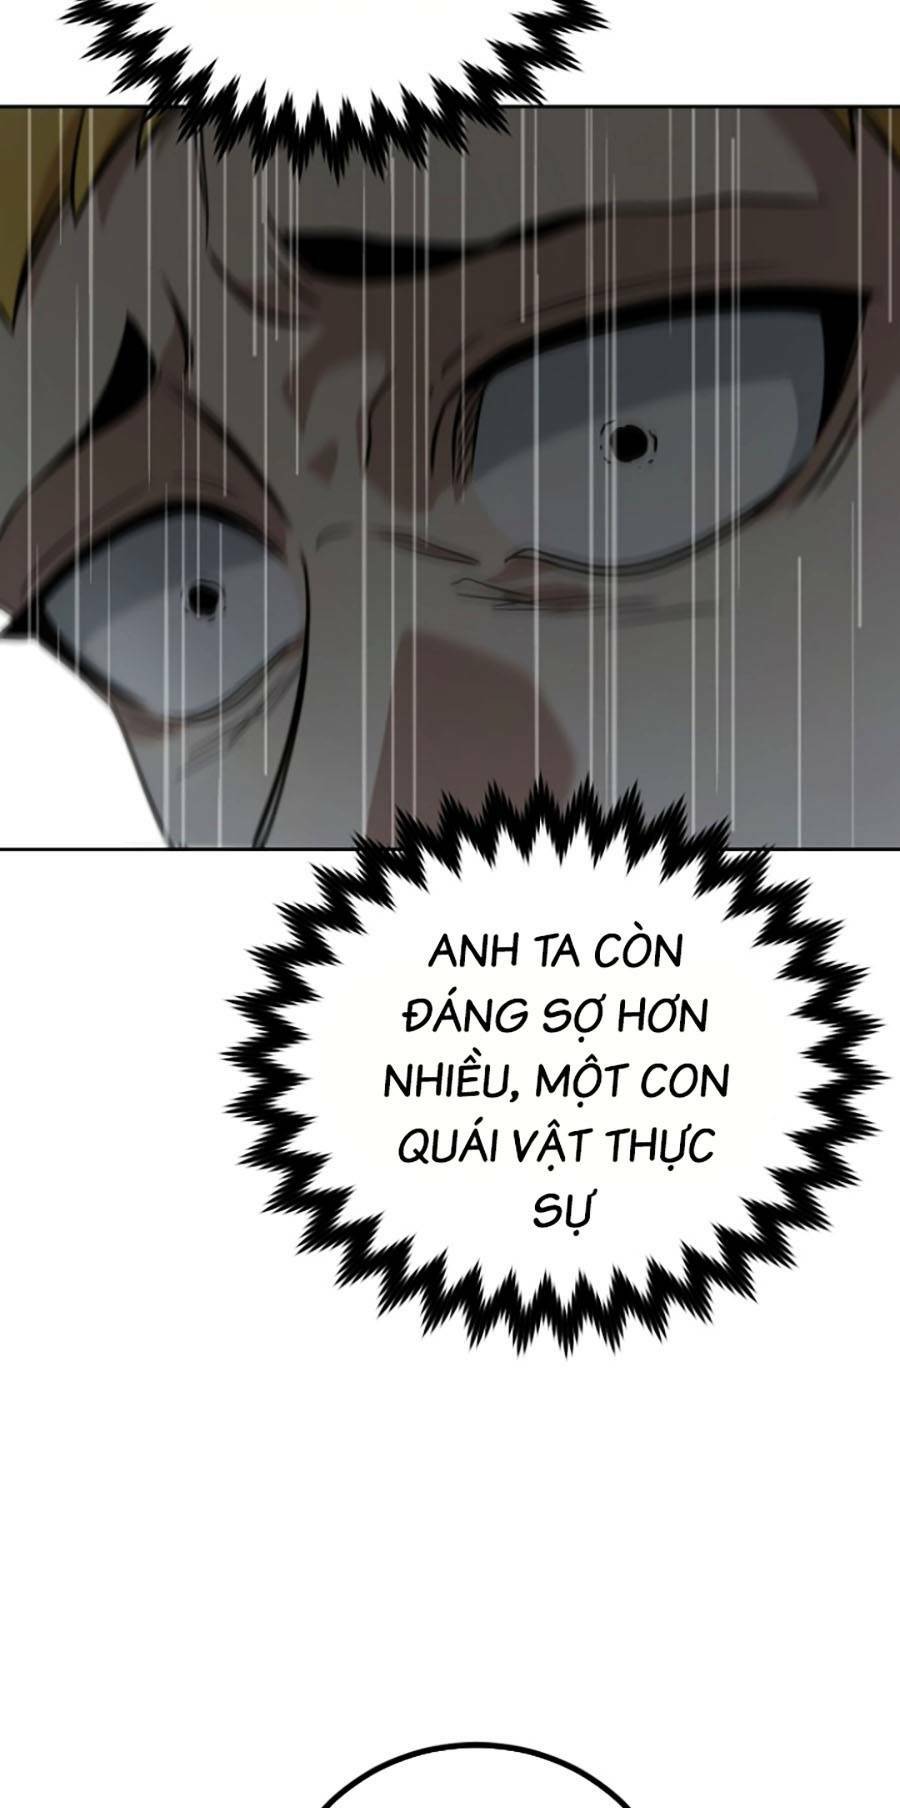 ANH TA CÒN
ĐÁNG SỢ HƠN
NHIỀU, MỘT CON
QUÁI VẬT THỰC
SỰ